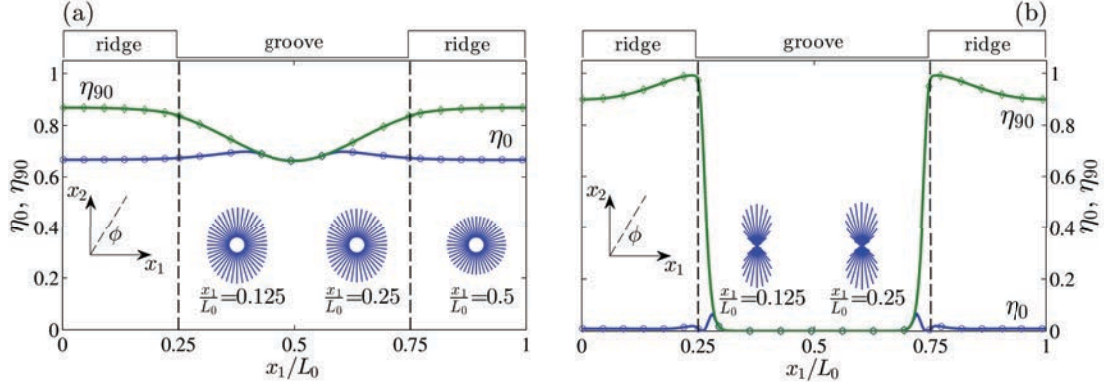 (a)
ridge groove ridge
1
η90
0.8
η0
0.6
η0, η90
0.4
x2
ϕ
x1
0.2
x1/L0=0.125 x1/L0=0.25 x1/L0=0.5
0
0 0.25 0.5 0.75 1
x1/L0
(b)
ridge groove ridge
1
η90
0.8
0.6
η0, η90
0.4
x2
ϕ
x1
0.2
x1/L0=0.125 x1/L0=0.25
η0
0
0 0.25 0.5 0.75 1
x1/L0